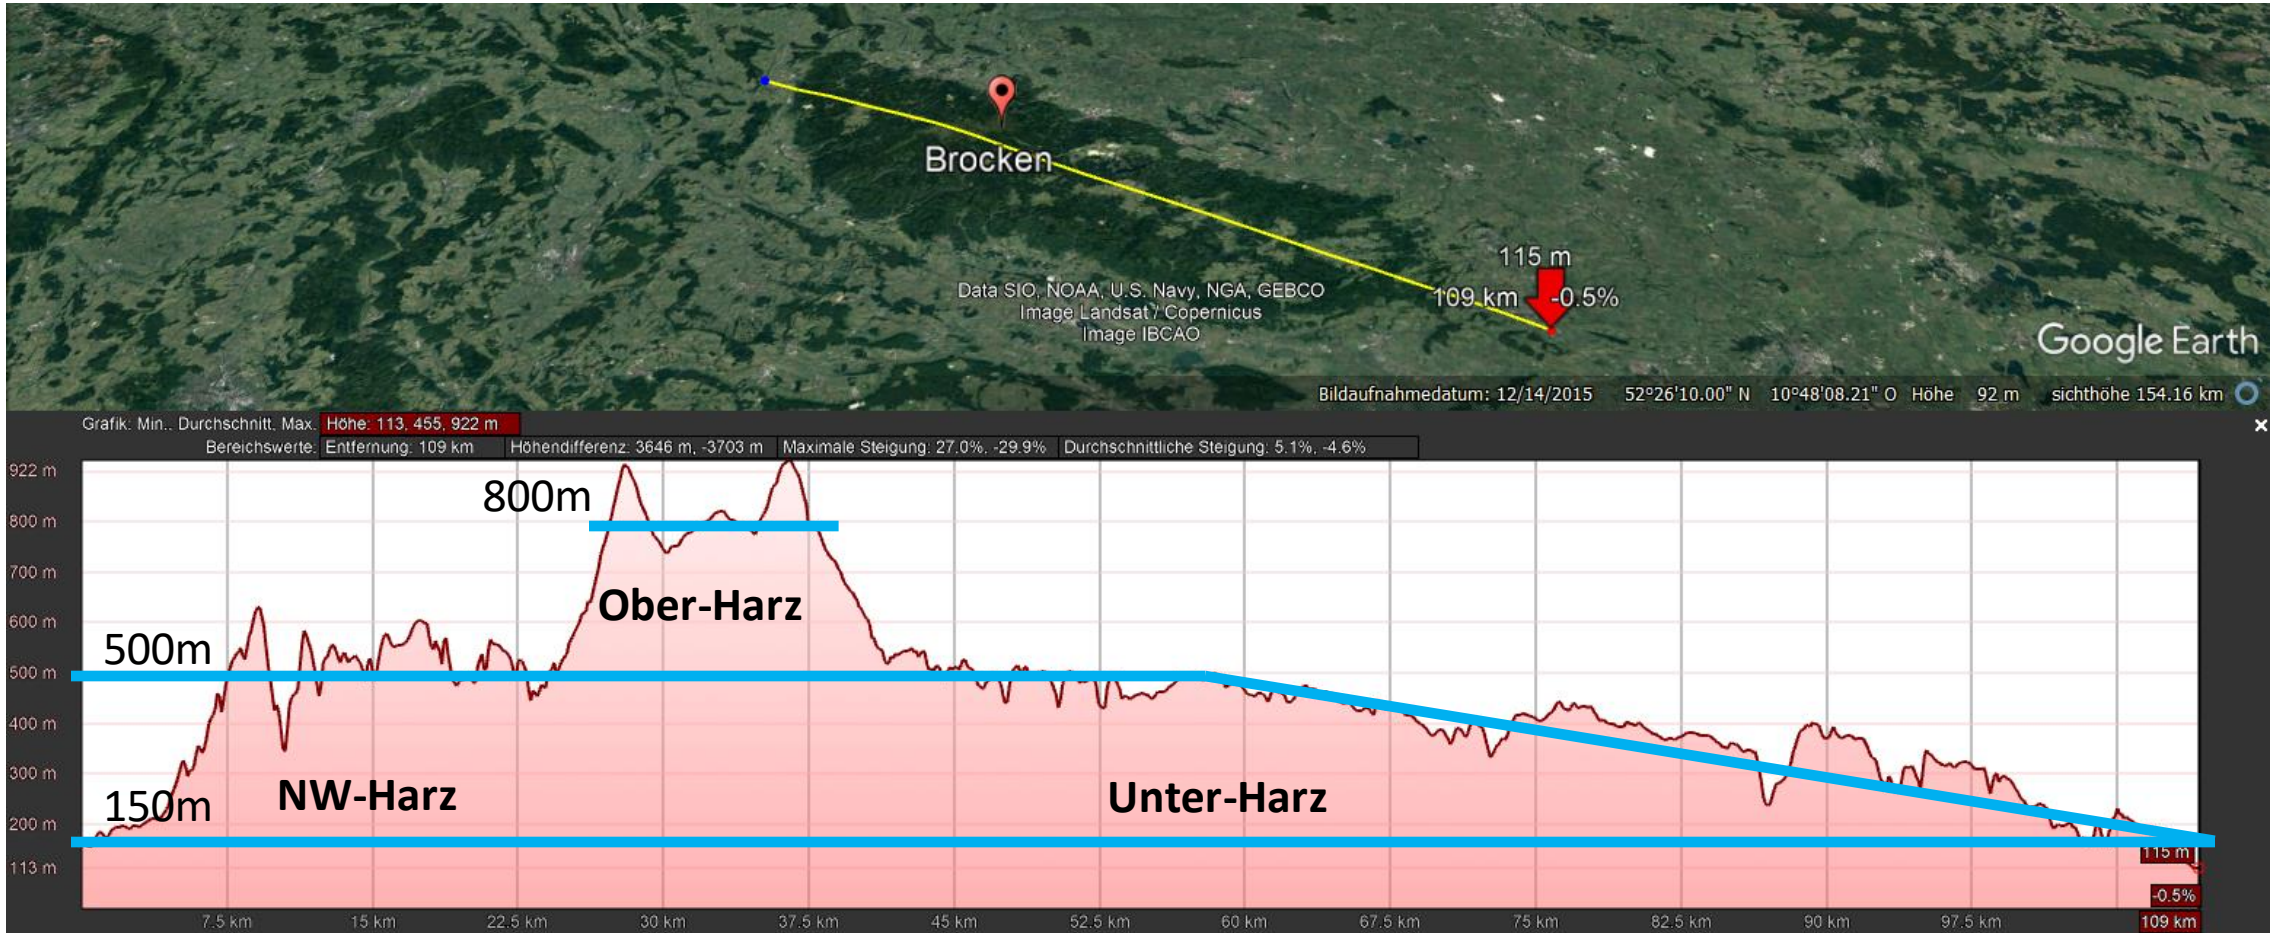 Brocken
115 m
109 km -0.5%
Data SIO, NOAA, U.S. Navy, NGA, GEBCO
Image Landsat / Copernicus
Image IBCAO
Google Earth
Bildaufnahmedatum: 12/14/2015 52°26'10.00" N 10°48'08.21" O Höhe 92 m sichthöhe 154.16 km
Grafik: Min., Durchschnitt, Max. Höhe: 113, 455, 922 m
Bereichswerte: Entfernung: 109 km Höhendifferenz: 3646 m, -3703 m Maximale Steigung: 27.0%, -29.9% Durchschnittliche Steigung: 5.1%, -4.6%
922 m
800m
800 m
700 m
Ober-Harz
600 m
500m
500 m
400 m
300 m
NW-Harz
Unter-Harz
150m
200 m
113 m
115 m
-0.5%
7.5 km 15 km 22.5 km 30 km 37.5 km 45 km 52.5 km 60 km 67.5 km 75 km 82.5 km 90 km 97.5 km 109 km